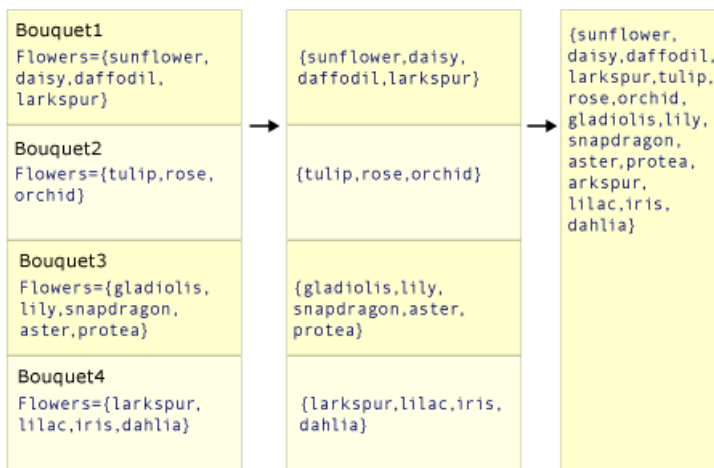 Bouquet1
Flowers={sunflower,
daisy,daffodil,
larkspur}
Bouquet2
Flowers={tulip,rose,
orchid}
Bouquet3
Flowers={gladiolis,
lily,snapdragon,
aster,protea}
Bouquet4
Flowers={larkspur,
lilac,iris,dahlia}
{sunflower,daisy,
daffodil,larkspur}
{tulip,rose,orchid}
{gladiolis,lily,
snapdragon,aster,
protea}
{larkspur,lilac,iris,
dahlia}
{sunflower,
daisy,daffodil,
larkspur,tulip,
rose,orchid,
gladiolis,lily,
snapdragon,
aster,protea,
arkspur,
lilac,iris,
dahlia}